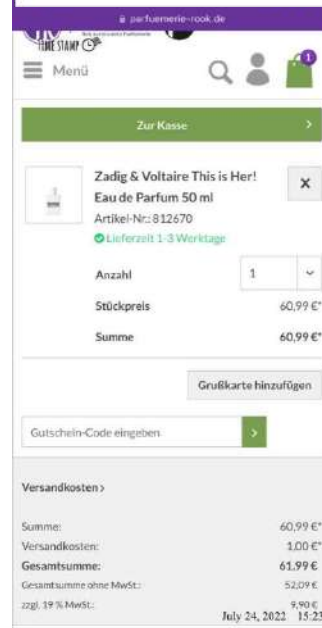 parfuemerie-rook.de
TIME STAMP
Menü
1
Zur Kasse
Zadig & Voltaire This is Her!
Eau de Parfum 50 ml
Artikel-Nr.: 812670
Lieferzeit 1-3 Werktage
Anzahl 1
Stückpreis 60,99 €*
Summe 60,99 €*
Grußkarte hinzufügen
Gutschein-Code eingeben
Versandkosten
Summe: 60,99 €*
Versandkosten: 1,00 €*
Gesamtsumme: 61,99 €
Gesamtsumme ohne MwSt.: 52,09 €
zzgl. 19 % MwSt.: 9,90 €
July 24, 2022 15:23